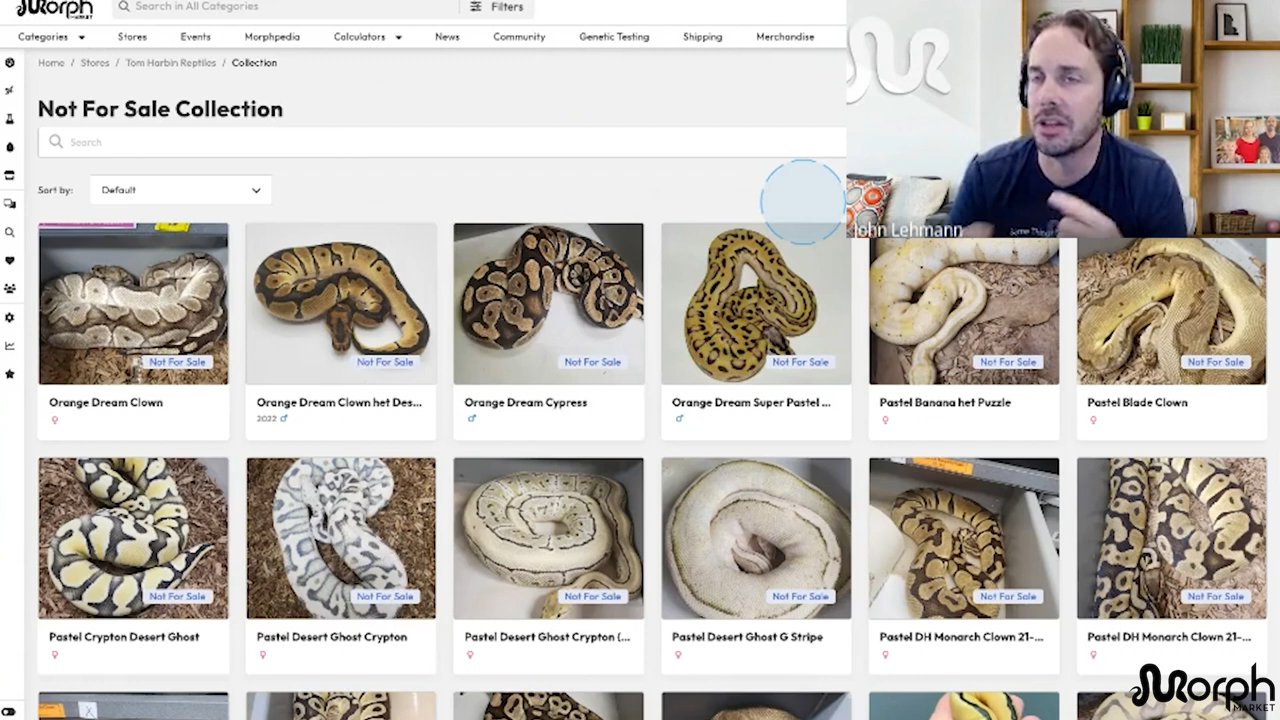 Morph
MARKET
Search in All Categories
Filters
Categories
Stores
Events
Morphpedia
Calculators
News
Community
Genetic Testing
Shipping
Merchandise
Home / Stores / Tom Harbin Reptiles / Collection
Not For Sale Collection
Search
Sort by:
Default
John Lehmann
Not For Sale
Not For Sale
Not For Sale
Not For Sale
Not For Sale
Not For Sale
Orange Dream Clown
Orange Dream Clown het Des...
2022
Orange Dream Cypress
Orange Dream Super Pastel ...
Pastel Banana het Puzzle
Pastel Blade Clown
Not For Sale
Not For Sale
Not For Sale
Not For Sale
Not For Sale
Not For Sale
Pastel Crypton Desert Ghost
Pastel Desert Ghost Crypton
Pastel Desert Ghost Crypton (...
Pastel Desert Ghost G Stripe
Pastel DH Monarch Clown 21-...
Pastel DH Monarch Clown 21-...
X
Morph
MARKET